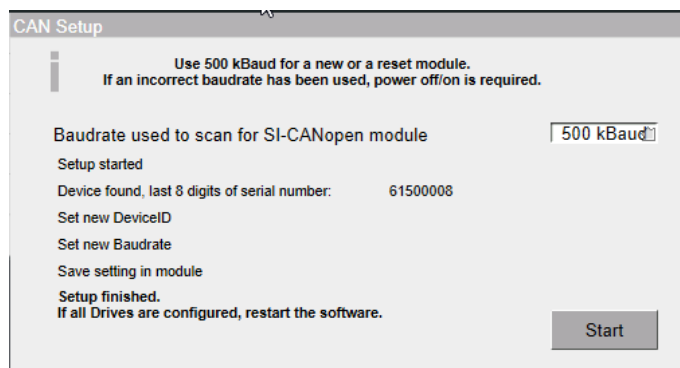 CAN Setup
Use 500 kBaud for a new or a reset module.
If an incorrect baudrate has been used, power off/on is required.
Baudrate used to scan for SI-CANopen module 500 kBaud
Setup started
Device found, last 8 digits of serial number: 61500008
Set new DeviceID
Set new Baudrate
Save setting in module
Setup finished.
If all Drives are configured, restart the software.
Start